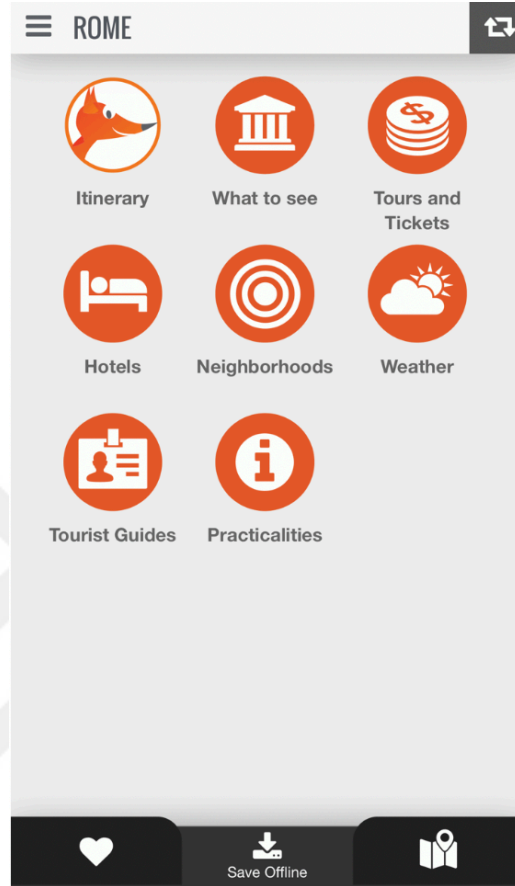 ROME
Itinerary
What to see
Tours and
Tickets
Hotels
Neighborhoods
Weather
Tourist Guides
Practicalities
Save Offline